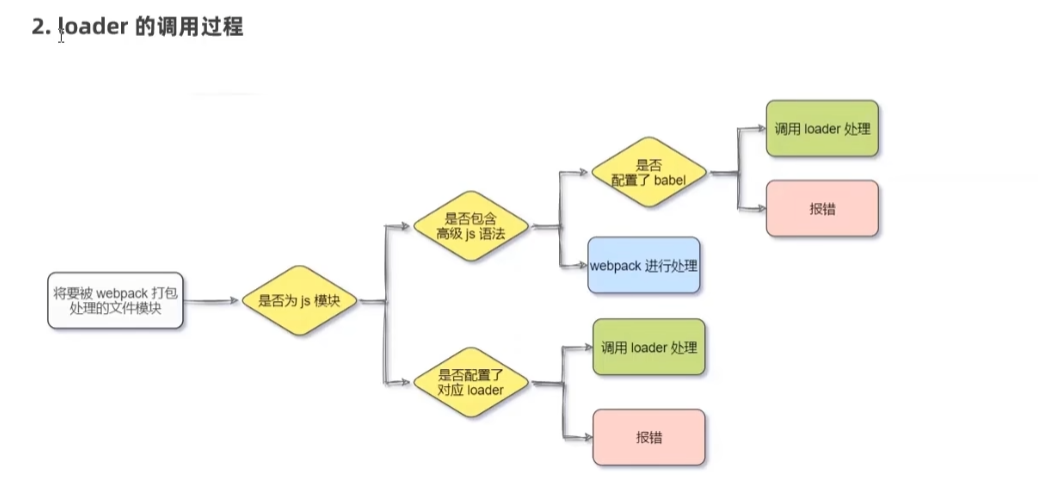 2. loader 的调用过程
调用 loader 处理
是否
配置了 babel
报错
是否包含
高级 js 语法
webpack 进行处理
将要被 webpack 打包
处理的文件模块
是否为 js 模块
调用 loader 处理
是否配置了
对应 loader
报错